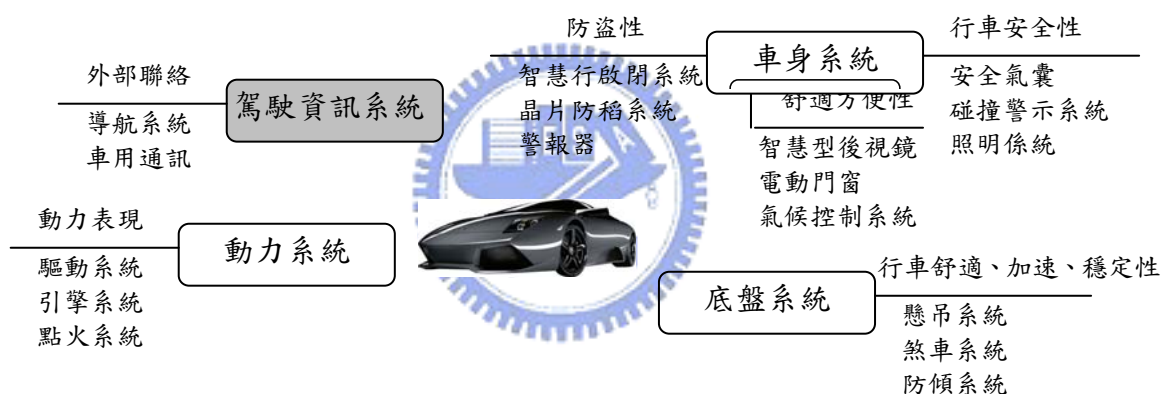 外部聯絡
導航系統
車用通訊
駕駛資訊系統
防盜性
智慧行啟閉系統
晶片防稻系統
警報器
車身系統
舒適方便性
智慧型後視鏡
電動門窗
氣候控制系統
行車安全性
安全氣囊
碰撞警示系統
照明係統
動力表現
驅動系統
引擎系統
點火系統
動力系統
底盤系統
行車舒適、加速、穩定性
懸吊系統
煞車系統
防傾系統